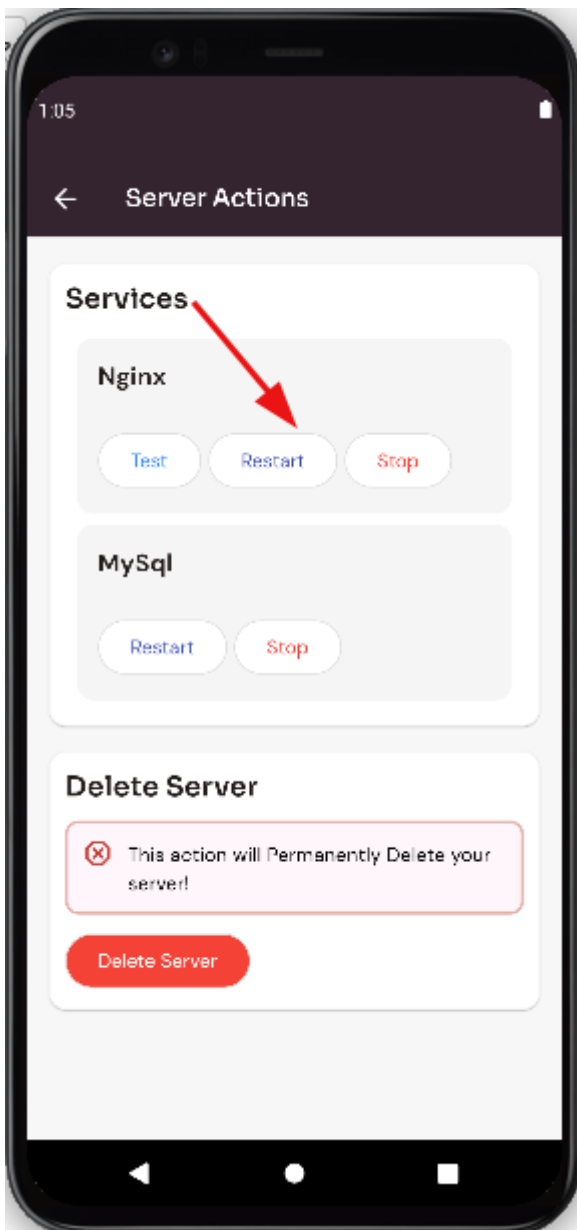 1:05
Server Actions
Services
Nginx
Test Restart Stop
MySql
Restart Stop
Delete Server
This action will Permanently Delete your
server!
Delete Server